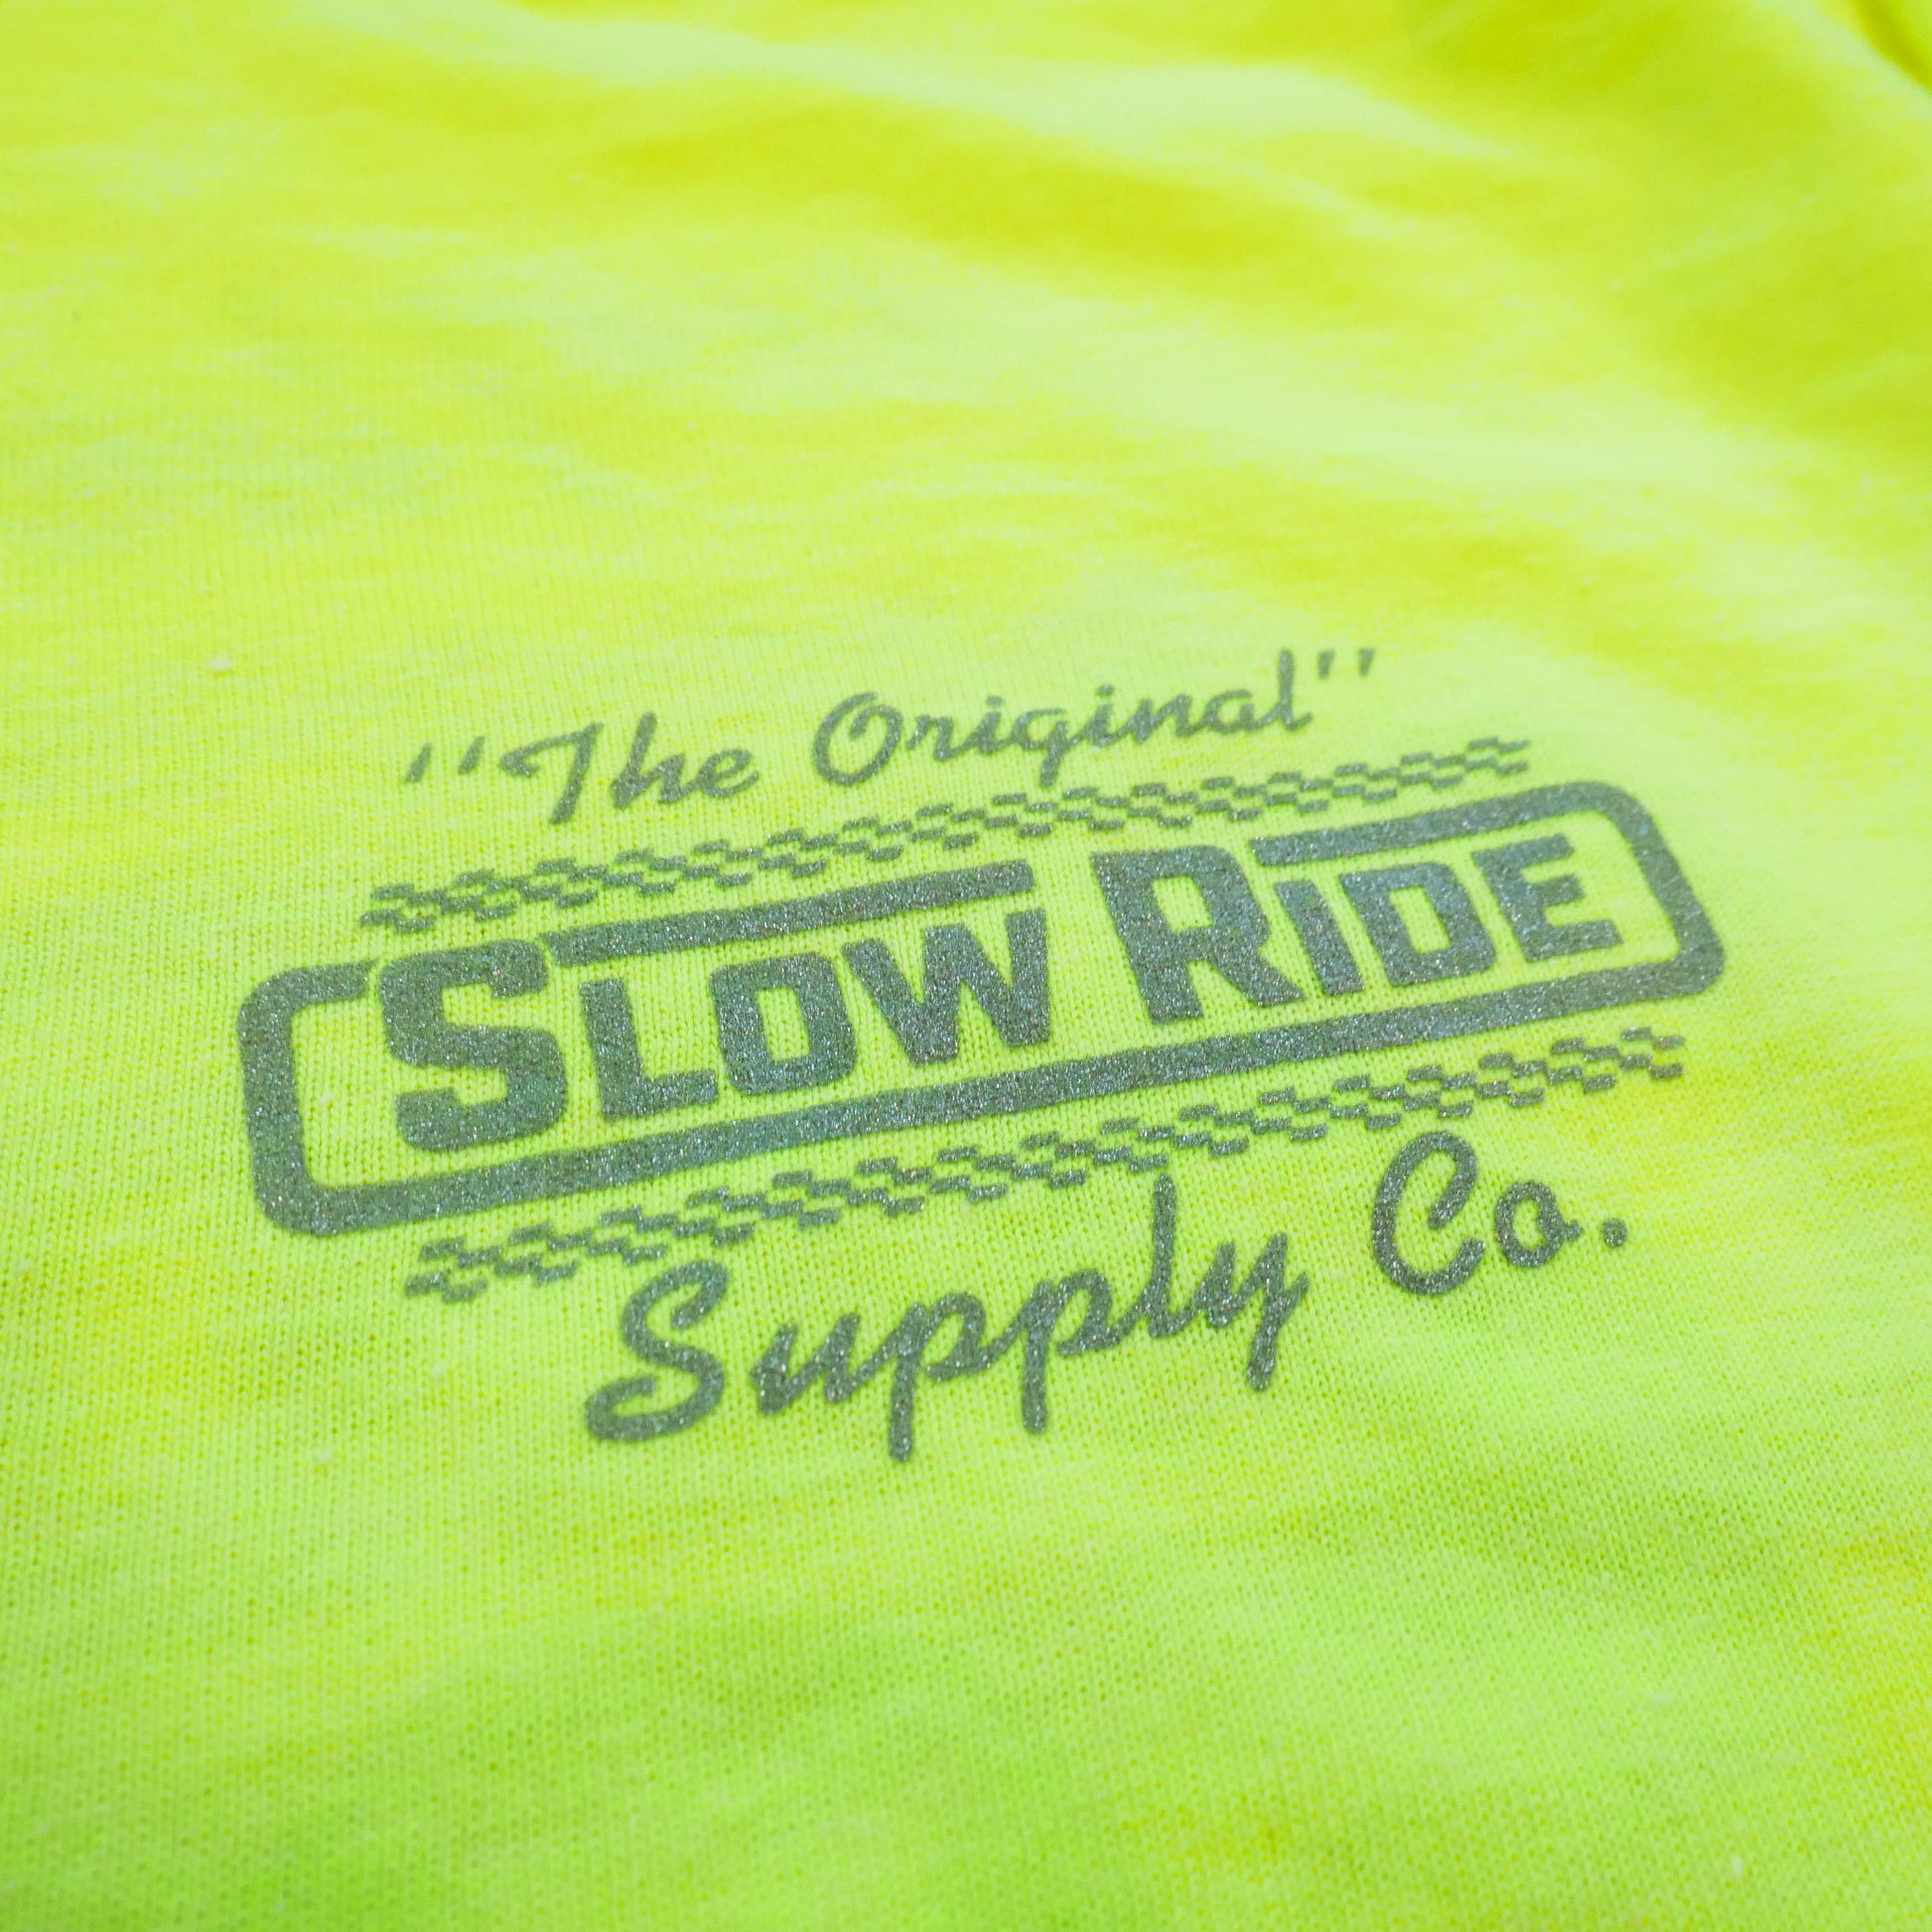 "The Original"
SLOW RIDE
Supply Co.